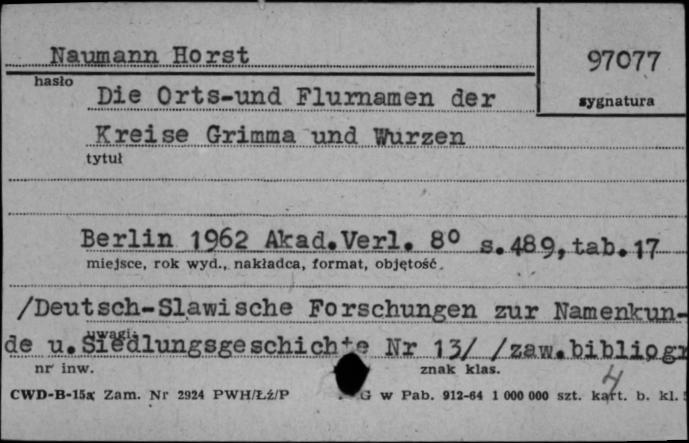 Naumann Horst
97077
hasło
sygnatura
Die Orts-und Flurnamen der
Kreise Grimma und Wurzen
tytuł
Berlin 1962 Akad.Verl. 8º s.489,tab.17
miejsce, rok wyd., nakładca, format, objętość
/Deutsch-Slawische Forschungen zur Namenkun-
uwagi
de u.Siedlungsgeschichte Nr 13/ /zaw.bibliogr
nr inw.
znak klas.
4
CWD-B-15a Zam. Nr 2924 PWH/Łź/P G w Pab. 912-64 1 000 000 szt. kart. b. kl.